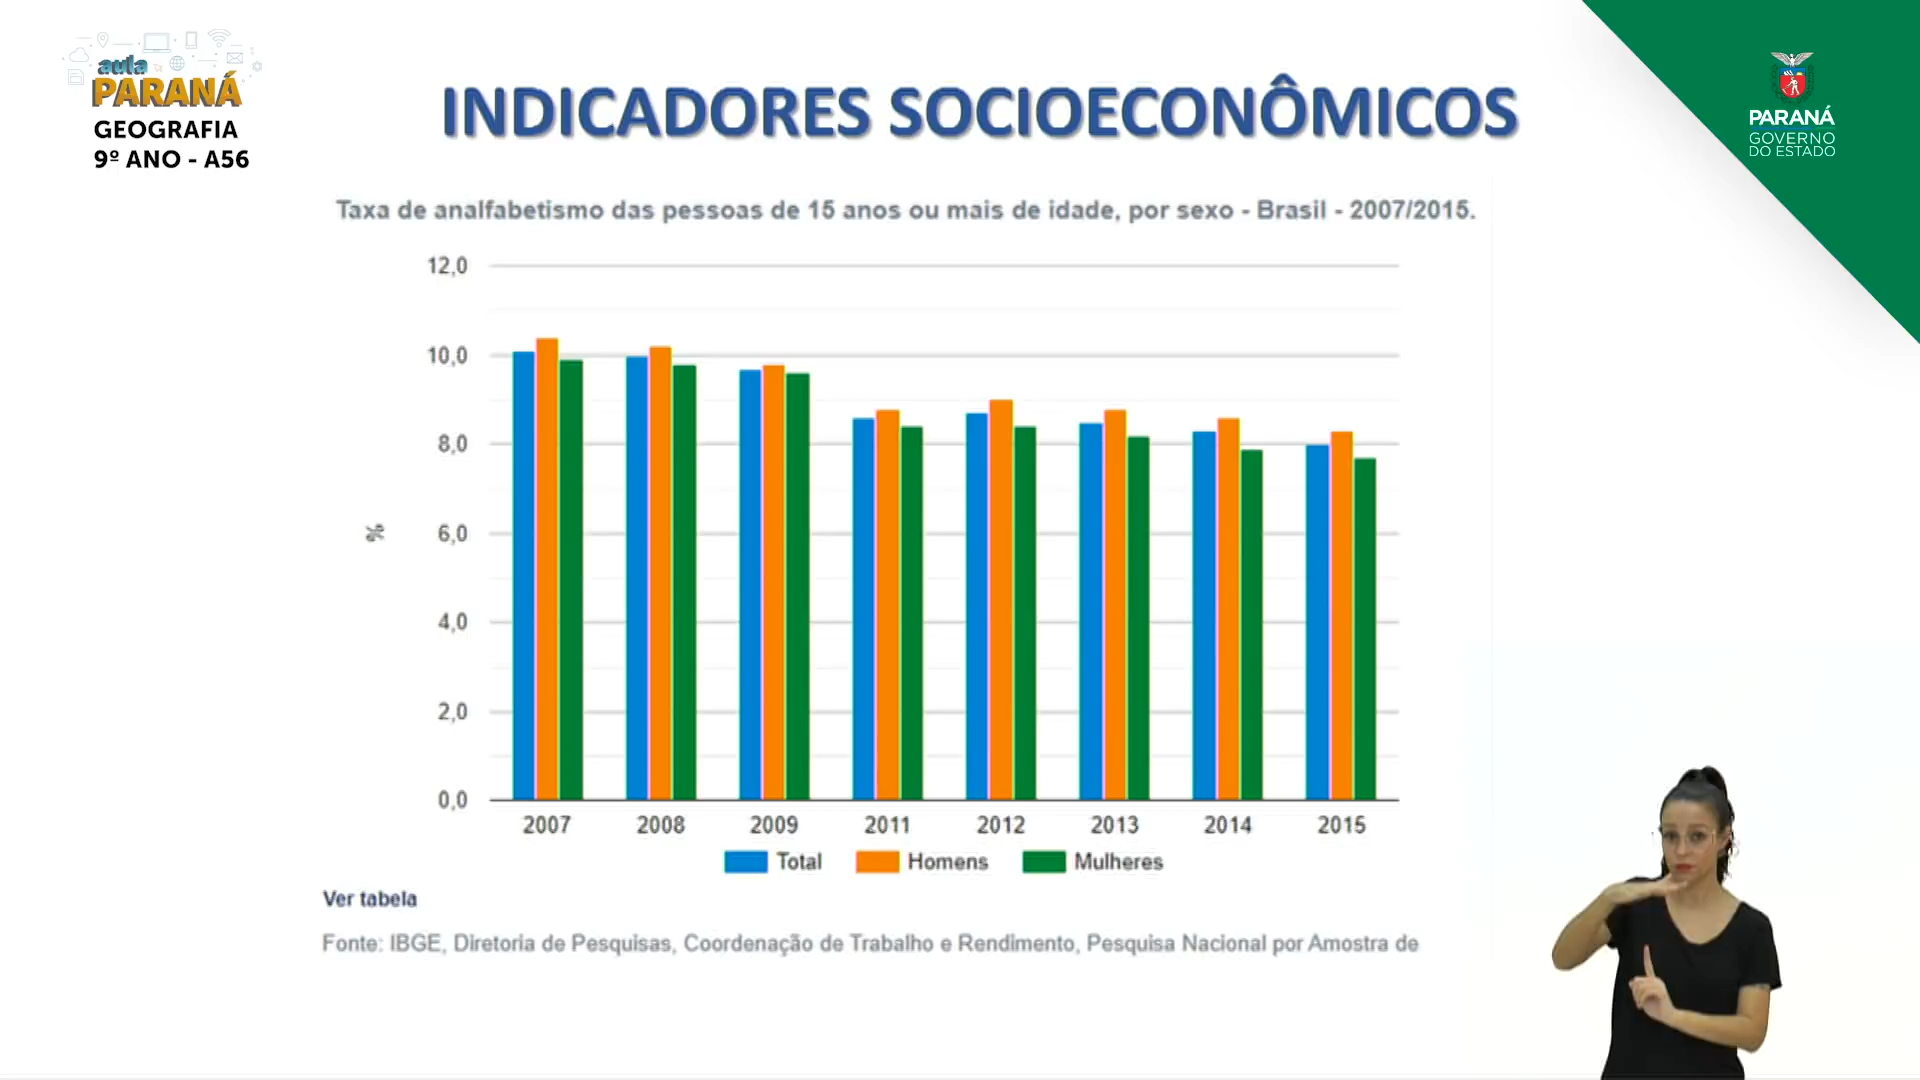 aula
PARANÁ
GEOGRAFIA
9º ANO - A56
INDICADORES SOCIOECONÔMICOS
PARANÁ
GOVERNO
DO ESTADO
Taxa de analfabetismo das pessoas de 15 anos ou mais de idade, por sexo - Brasil - 2007/2015.
12,0
10,0
8,0
%
6,0
4,0
2,0
0,0
2007 2008 2009 2011 2012 2013 2014 2015
Total Homens Mulheres
Ver tabela
Fonte: IBGE, Diretoria de Pesquisas, Coordenação de Trabalho e Rendimento, Pesquisa Nacional por Amostra de